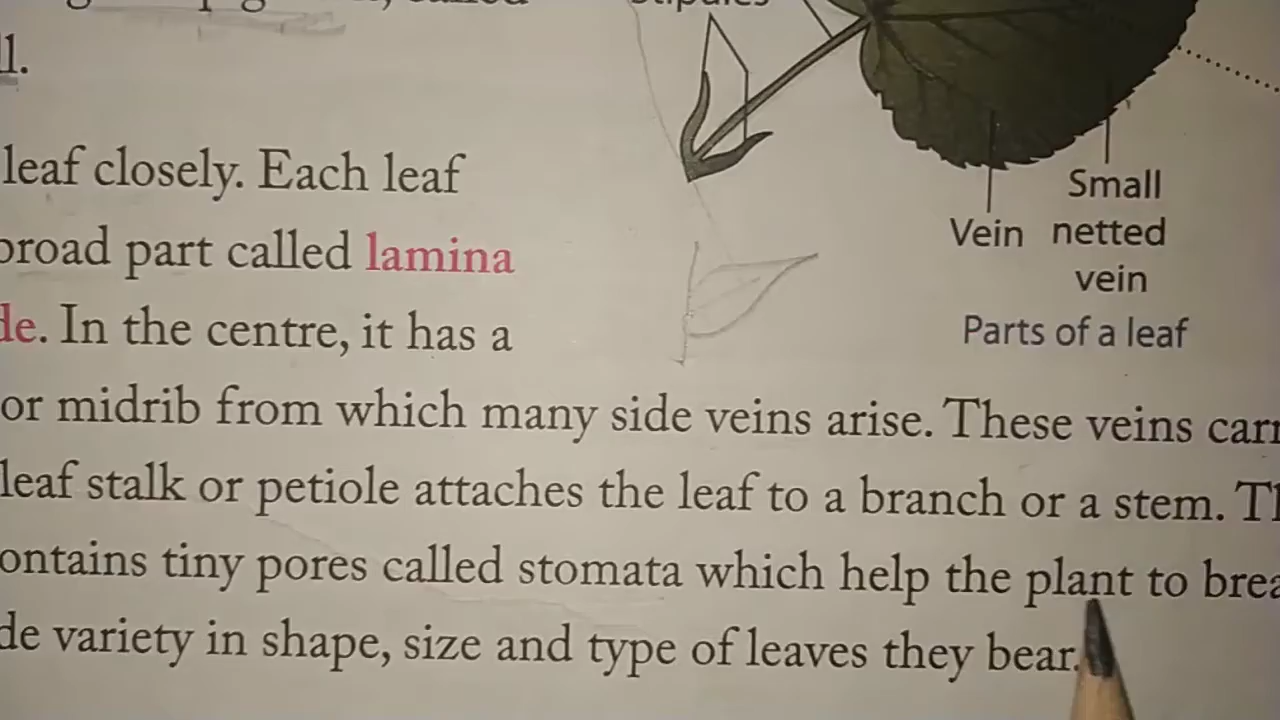 Stipules
l.
leaf closely. Each leaf
broad part called lamina
de. In the centre, it has a
or midrib from which many side veins arise. These veins carr
leaf stalk or petiole attaches the leaf to a branch or a stem. Th
ontains tiny pores called stomata which help the plant to brea
de variety in shape, size and type of leaves they bear.
Vein
Small
netted
vein
Parts of a leaf